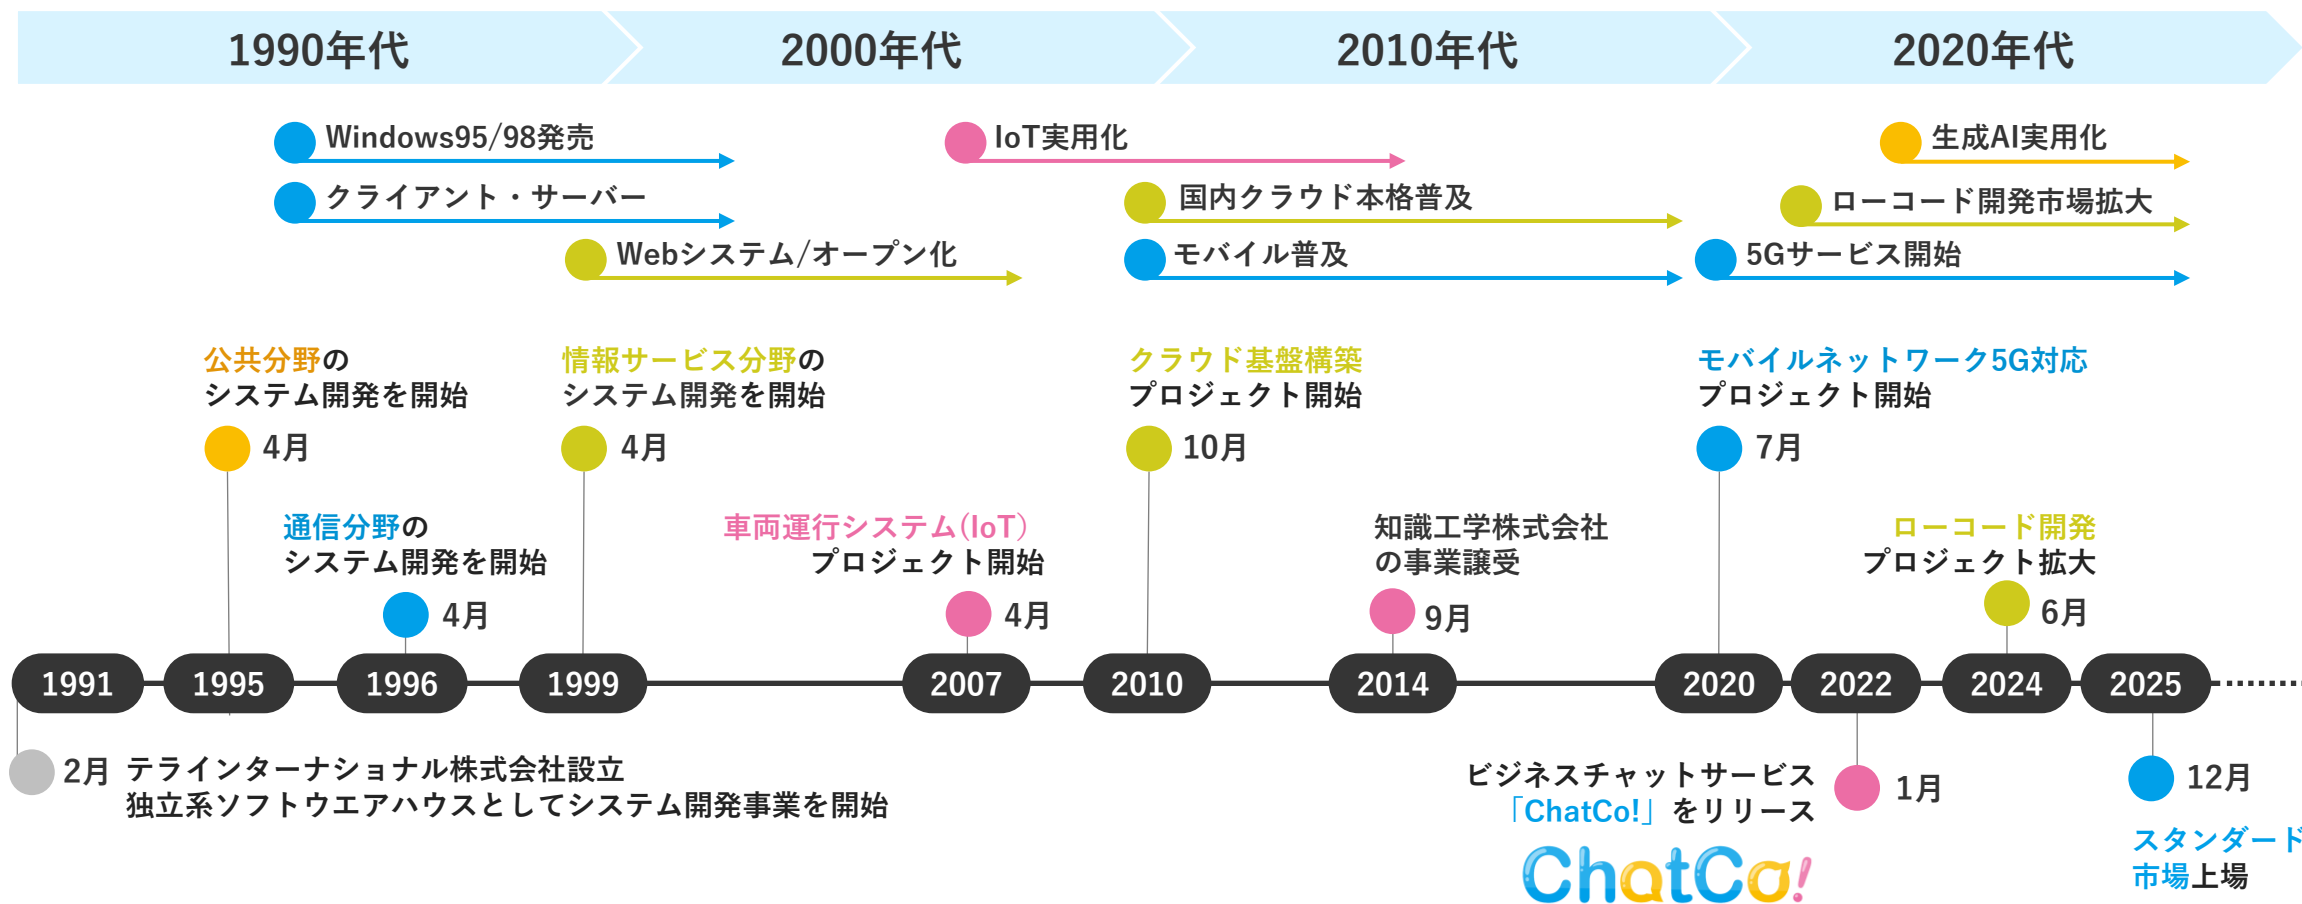 1990年代
2000年代
2010年代
2020年代
Windows95/98発売
IoT実用化
生成AI実用化
クライアント・サーバー
国内クラウド本格普及
ローコード開発市場拡大
Webシステム/オープン化
モバイル普及
5Gサービス開始
公共分野の
システム開発を開始
4月
情報サービス分野の
システム開発を開始
4月
クラウド基盤構築
プロジェクト開始
10月
モバイルネットワーク5G対応
プロジェクト開始
7月
通信分野の
システム開発を開始
4月
車両運行システム(IoT)
プロジェクト開始
4月
知識工学株式会社
の事業譲受
9月
ローコード開発
プロジェクト拡大
6月
1991
1995
1996
1999
2007
2010
2014
2020
2022
2024
2025
2月
テラインターナショナル株式会社設立
独立系ソフトウエアハウスとしてシステム開発事業を開始
ビジネスチャットサービス
「ChatCo!」をリリース
1月
ChatCo!
12月
スタンダード
市場上場